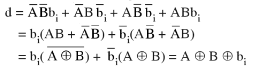 d = A̅B̅bᵢ + A̅B b̅ᵢ + AB̅ b̅ᵢ + ABbᵢ
= bᵢ(AB + A̅B̅) + b̅ᵢ(AB̅ + A̅B)
= bᵢ( A̅ ̅⊕̅ ̅B̅) + b̅ᵢ(A ⊕ B) = A ⊕ B ⊕ bᵢ